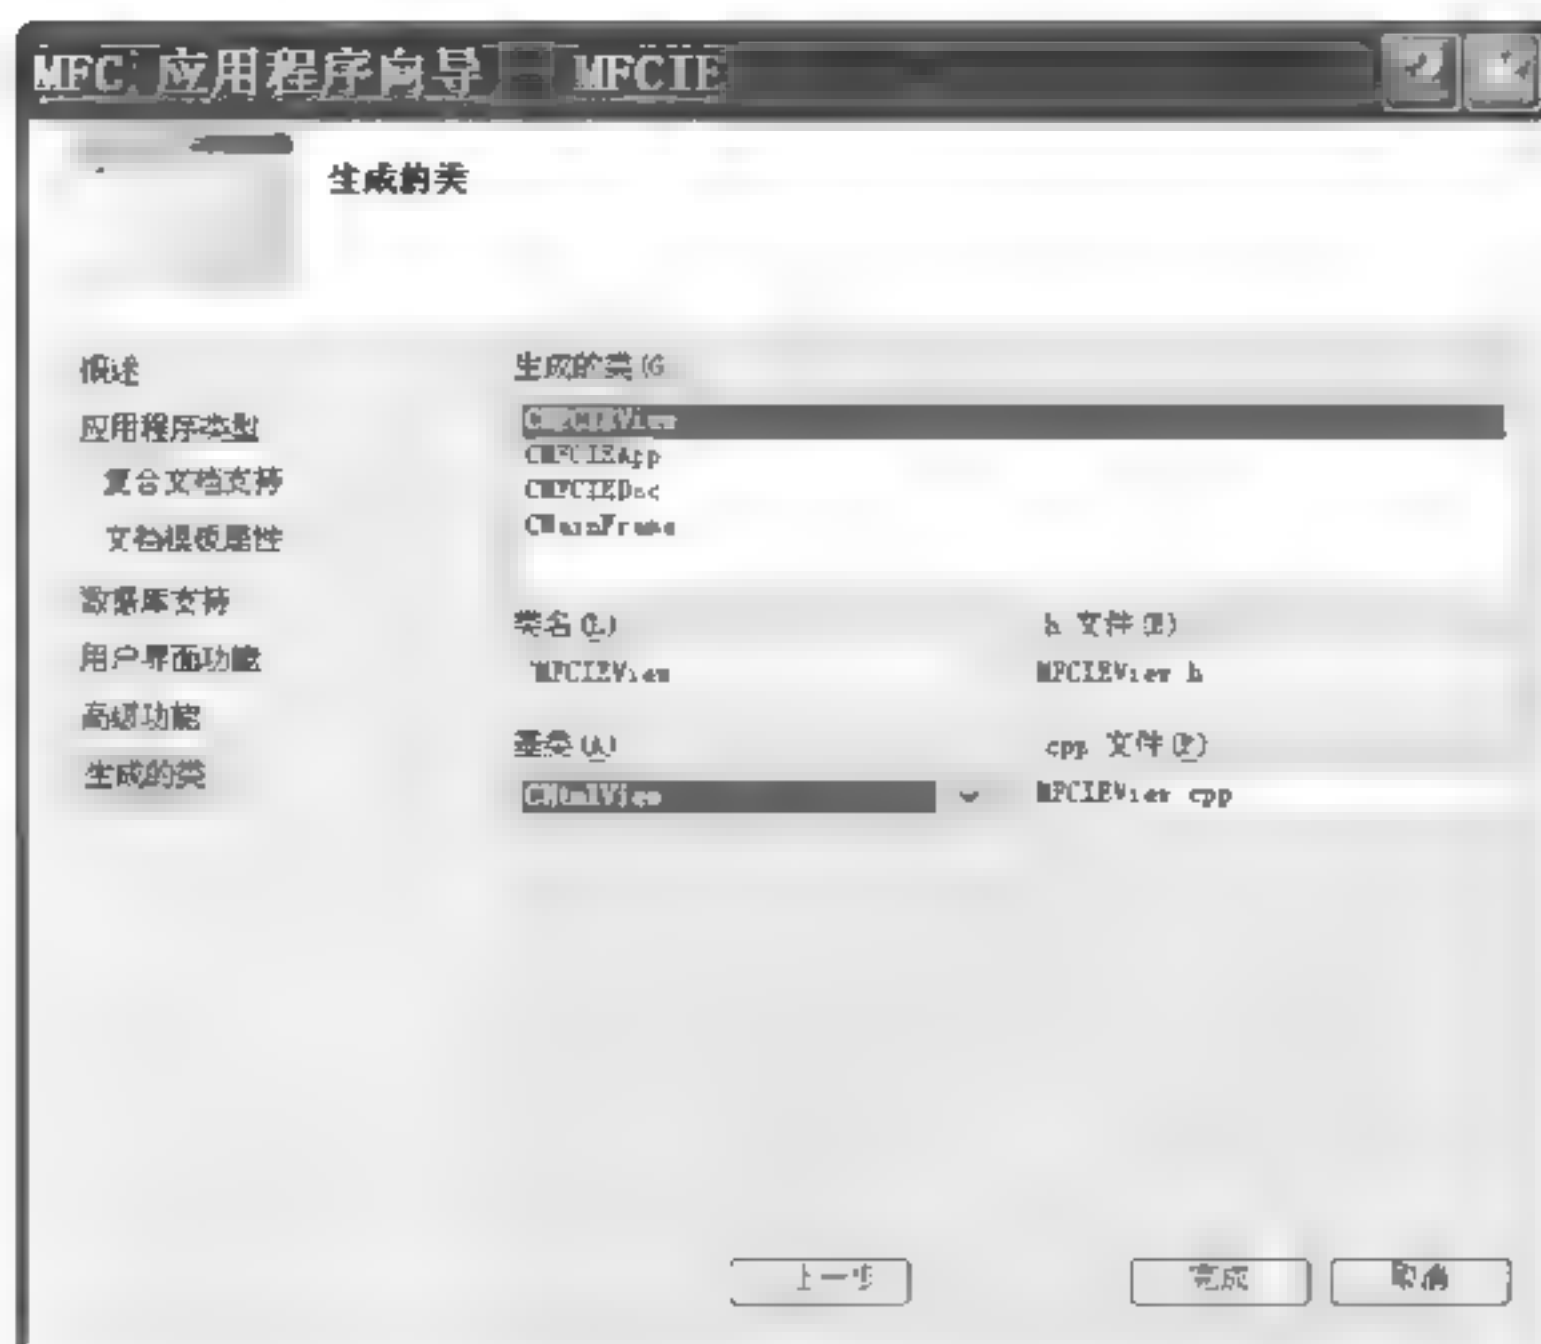 MFC 应用程序向导 - MFCIE
生成的类
概述
应用程序类型
复合文档支持
文档模板属性
数据库支持
用户界面功能
高级功能
生成的类
生成的类(G
CMFCIEView
CMFCIEApp
CMFCIEDoc
CMainFrame
类名(L)
h 文件(E)
MFCIEView
MFCIEView h
基类(A)
cpp 文件(P)
CHtmlView
MFCIEView cpp
上一步
完成
取消